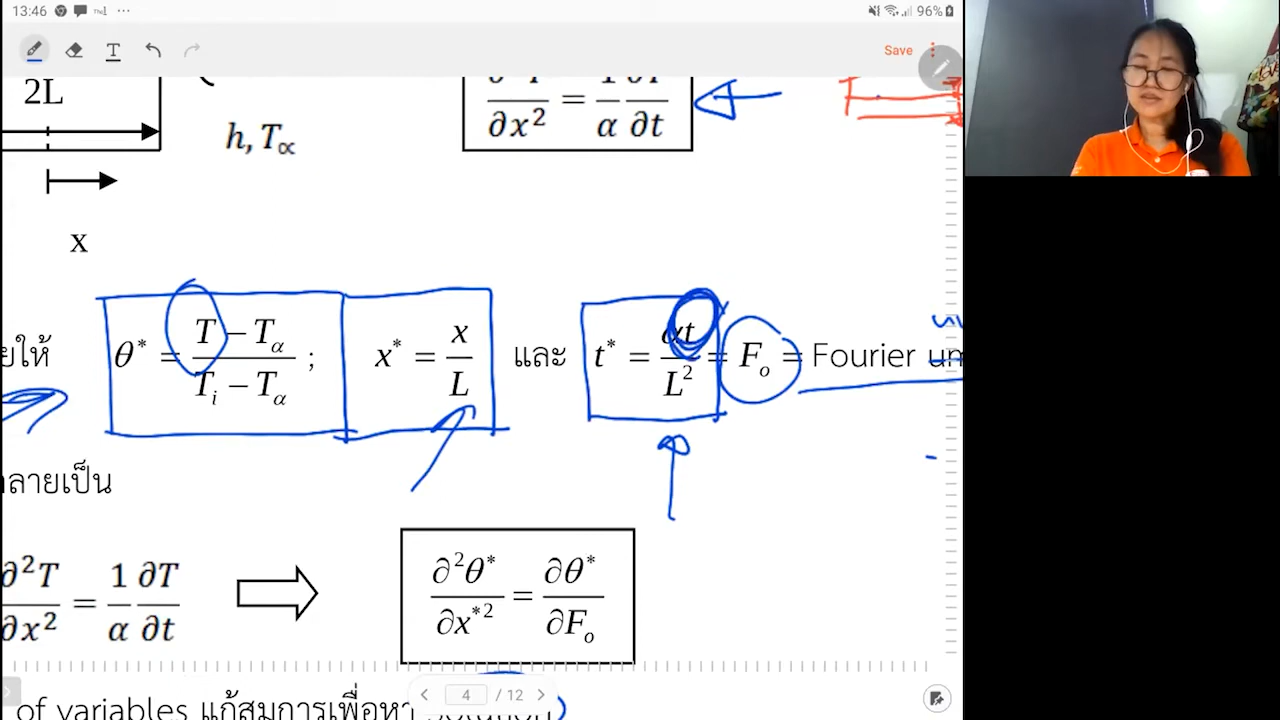 13:46 96%
T Save
2L
∂x² = 1/α ∂T/∂t
h, T∝
x
ยให้ θ* = (T − Tα)/(Ti − Tα) ; x* = x/L และ t* = αt/L² = Fo = Fourier
ลายเป็น
∂²T/∂x² = 1/α ∂T/∂t ∂²θ*/∂x*² = ∂θ*/∂Fo
4 / 12
of variables แก้สมการเพื่อหา solution